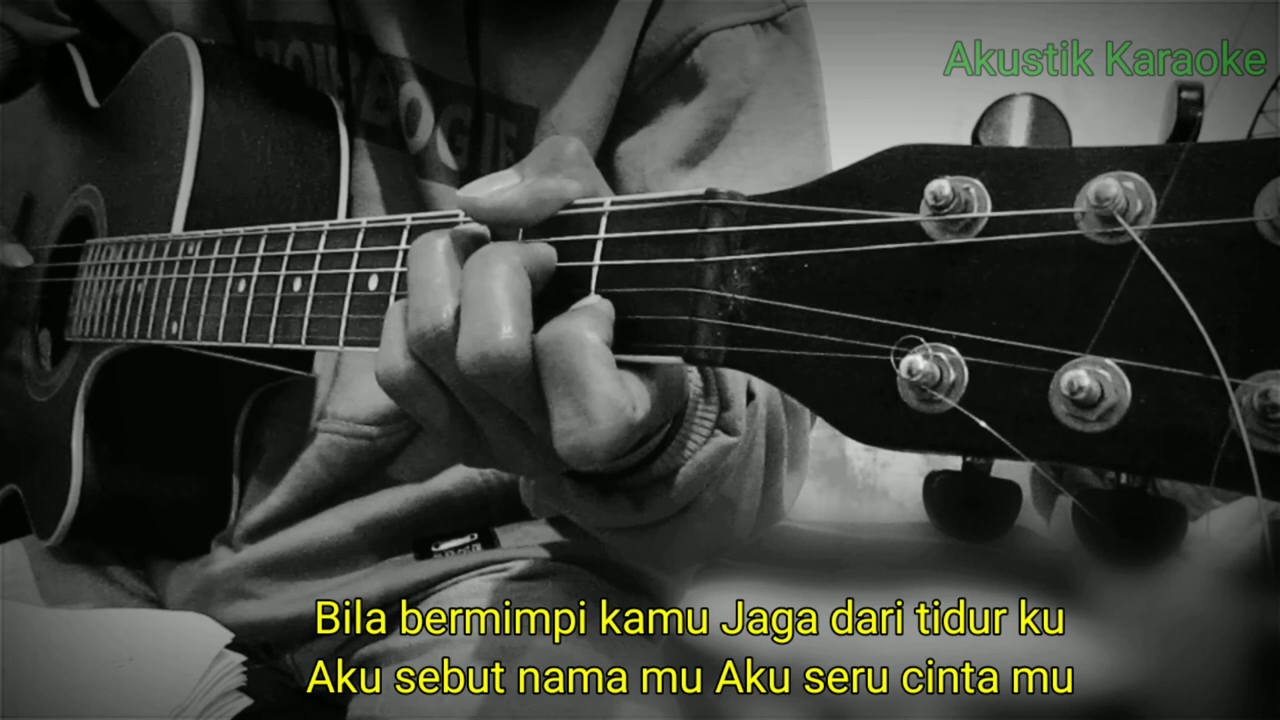 Akustik Karaoke
Bila bermimpi kamu Jaga dari tidur ku
Aku sebut nama mu Aku seru cinta mu